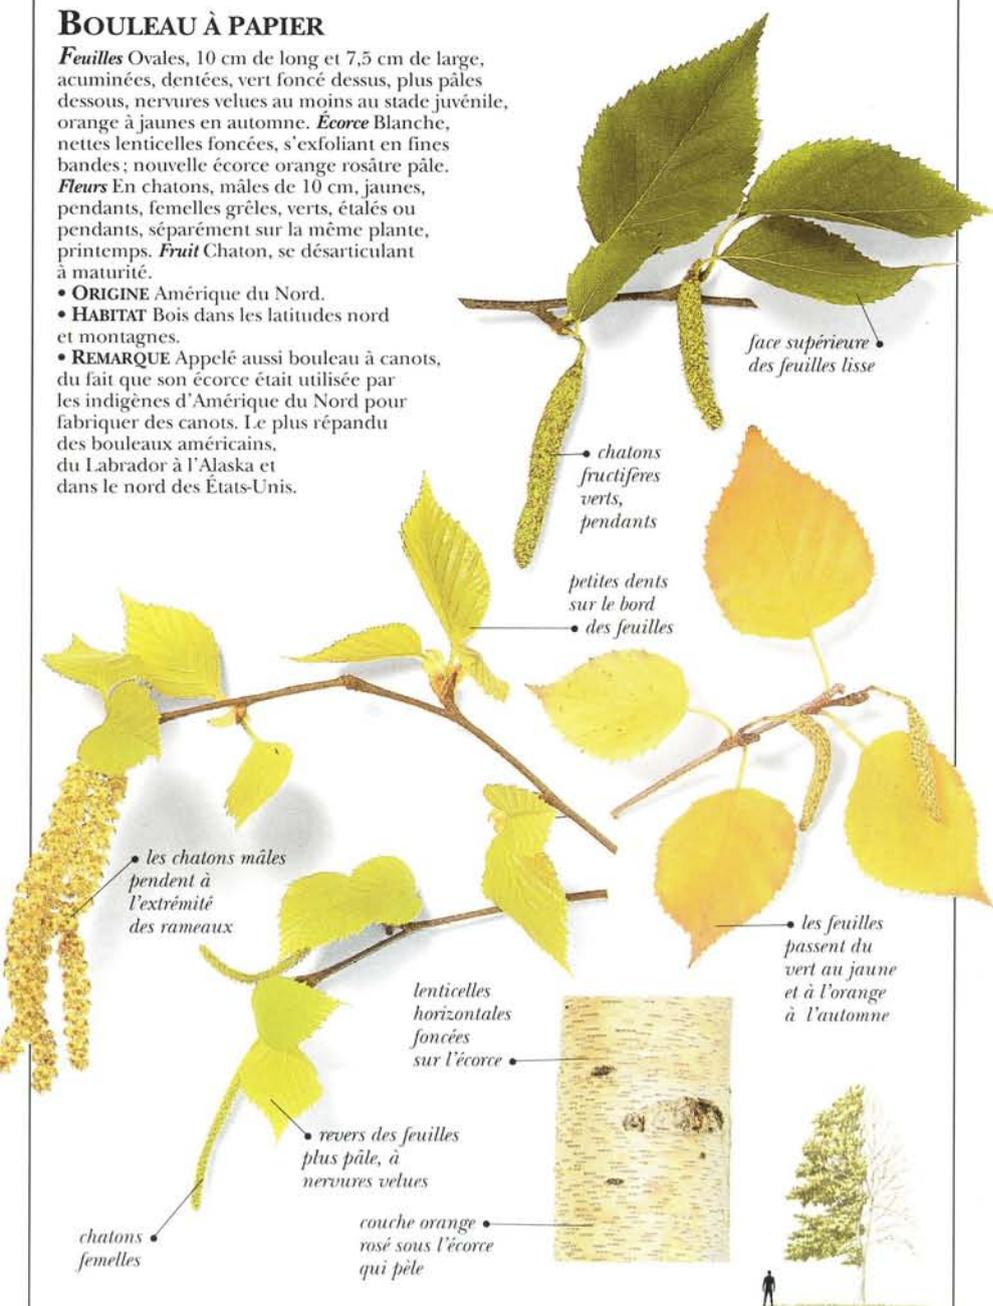 BOULEAU À PAPIER
Feuilles Ovales, 10 cm de long et 7,5 cm de large,
acuminées, dentées, vert foncé dessus, plus pâles
dessous, nervures velues au moins au stade juvénile,
orange à jaunes en automne. Écorce Blanche,
nettes lenticelles foncées, s'exfoliant en fines
bandes ; nouvelle écorce orange rosâtre pâle.
Fleurs En chatons, mâles de 10 cm, jaunes,
pendants, femelles grêles, verts, étalés ou
pendants, séparément sur la même plante,
printemps. Fruit Chaton, se désarticulant
à maturité.
• ORIGINE Amérique du Nord.
• HABITAT Bois dans les latitudes nord
et montagnes.
• REMARQUE Appelé aussi bouleau à canots,
du fait que son écorce était utilisée par
les indigènes d'Amérique du Nord pour
fabriquer des canots. Le plus répandu
des bouleaux américains,
du Labrador à l'Alaska et
dans le nord des États-Unis.
face supérieure
des feuilles lisse
chatons
fructifères
verts,
pendants
petites dents
sur le bord
des feuilles
les chatons mâles
pendent à
l'extrémité
des rameaux
les feuilles
passent du
vert au jaune
et à l'orange
à l'automne
lenticelles
horizontales
foncées
sur l'écorce
revers des feuilles
plus pâle, à
nervures velues
chatons
femelles
couche orange
rosé sous l'écorce
qui pèle